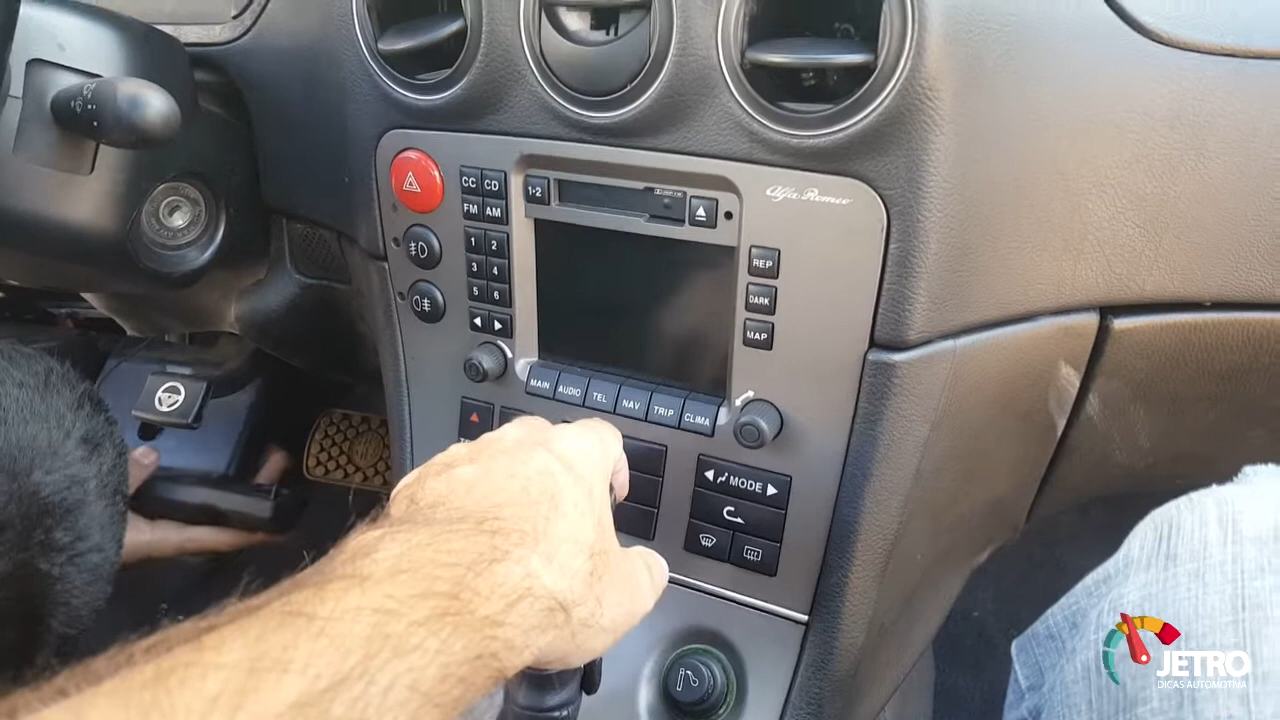 CC CD
FM AM
1·2
Alfa Romeo
1 2
3 4
5 6
REP
DARK
MAP
MAIN AUDIO TEL NAV TRIP CLIMA
MODE
JETRO
DICAS AUTOMOTIVA